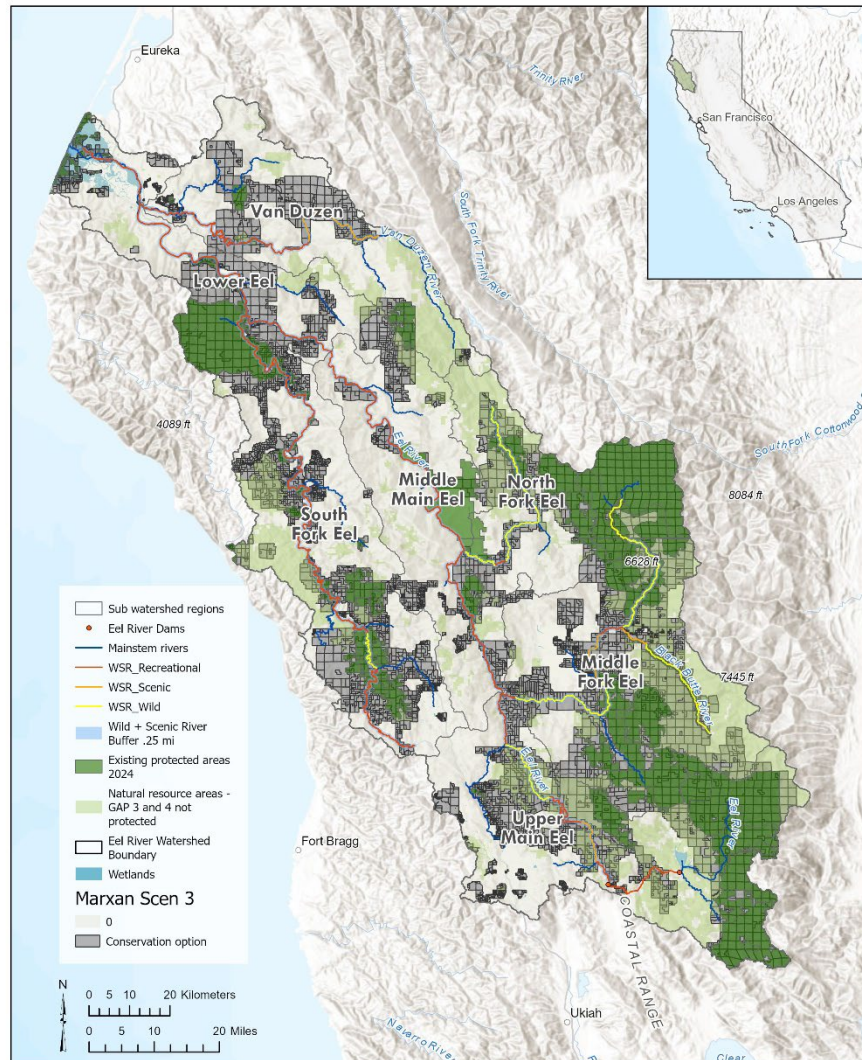 Eureka
Trinity River
San Francisco
Los Angeles
Van Duzen
South Fork Trinity River
Van Duzen River
Lower Eel
4089 ft
South Fork Cottonwood
Eel River
Middle
Main Eel
North
Fork Eel
8084 ft
South
Fork Eel
6628 ft
Middle
Fork Eel
Black Butte River
7445 ft
Eel River
Upper
Main Eel
Eel River
Fort Bragg
COASTAL RANGE
Ukiah
Navarro River
Clear
Sub watershed regions
Eel River Dams
Mainstem rivers
WSR_Recreational
WSR_Scenic
WSR_Wild
Wild + Scenic River
Buffer .25 mi
Existing protected areas
2024
Natural resource areas -
GAP 3 and 4 not
protected
Eel River Watershed
Boundary
Wetlands
Marxan Scen 3
0
Conservation option
N
0 5 10 20 Kilometers
0 5 10 20 Miles